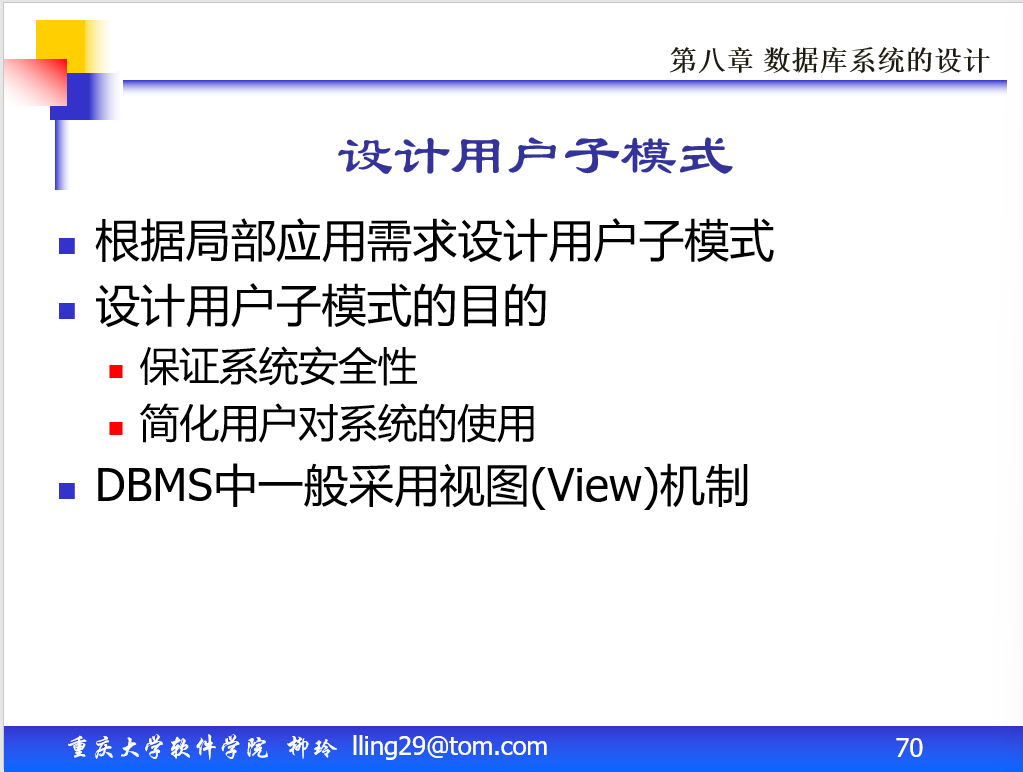 第八章 数据库系统的设计
设计用户子模式
根据局部应用需求设计用户子模式
设计用户子模式的目的
保证系统安全性
简化用户对系统的使用
DBMS中一般采用视图(View)机制
重庆大学软件学院 柳玲 lling29@tom.com 70